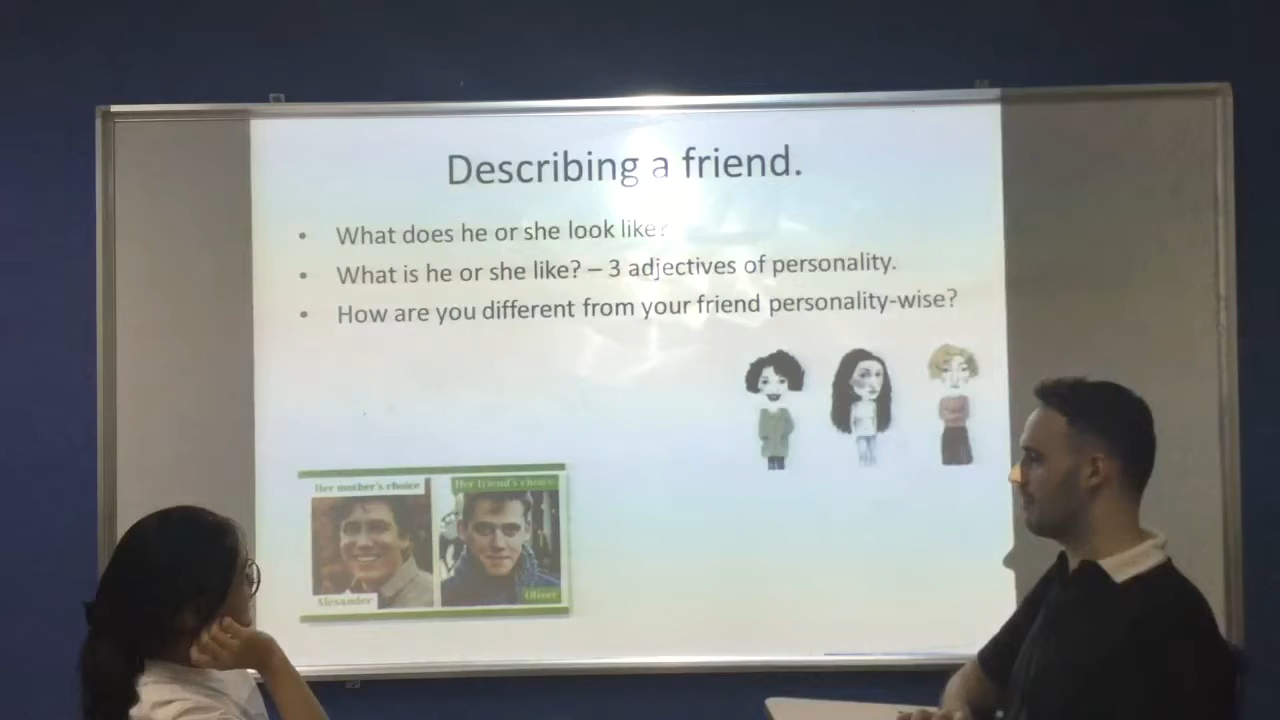 Describing a friend.
• What does he or she look like?
• What is he or she like? – 3 adjectives of personality.
• How are you different from your friend personality-wise?
Her mother's choice
Her friend's choice
Alexander
Oliver